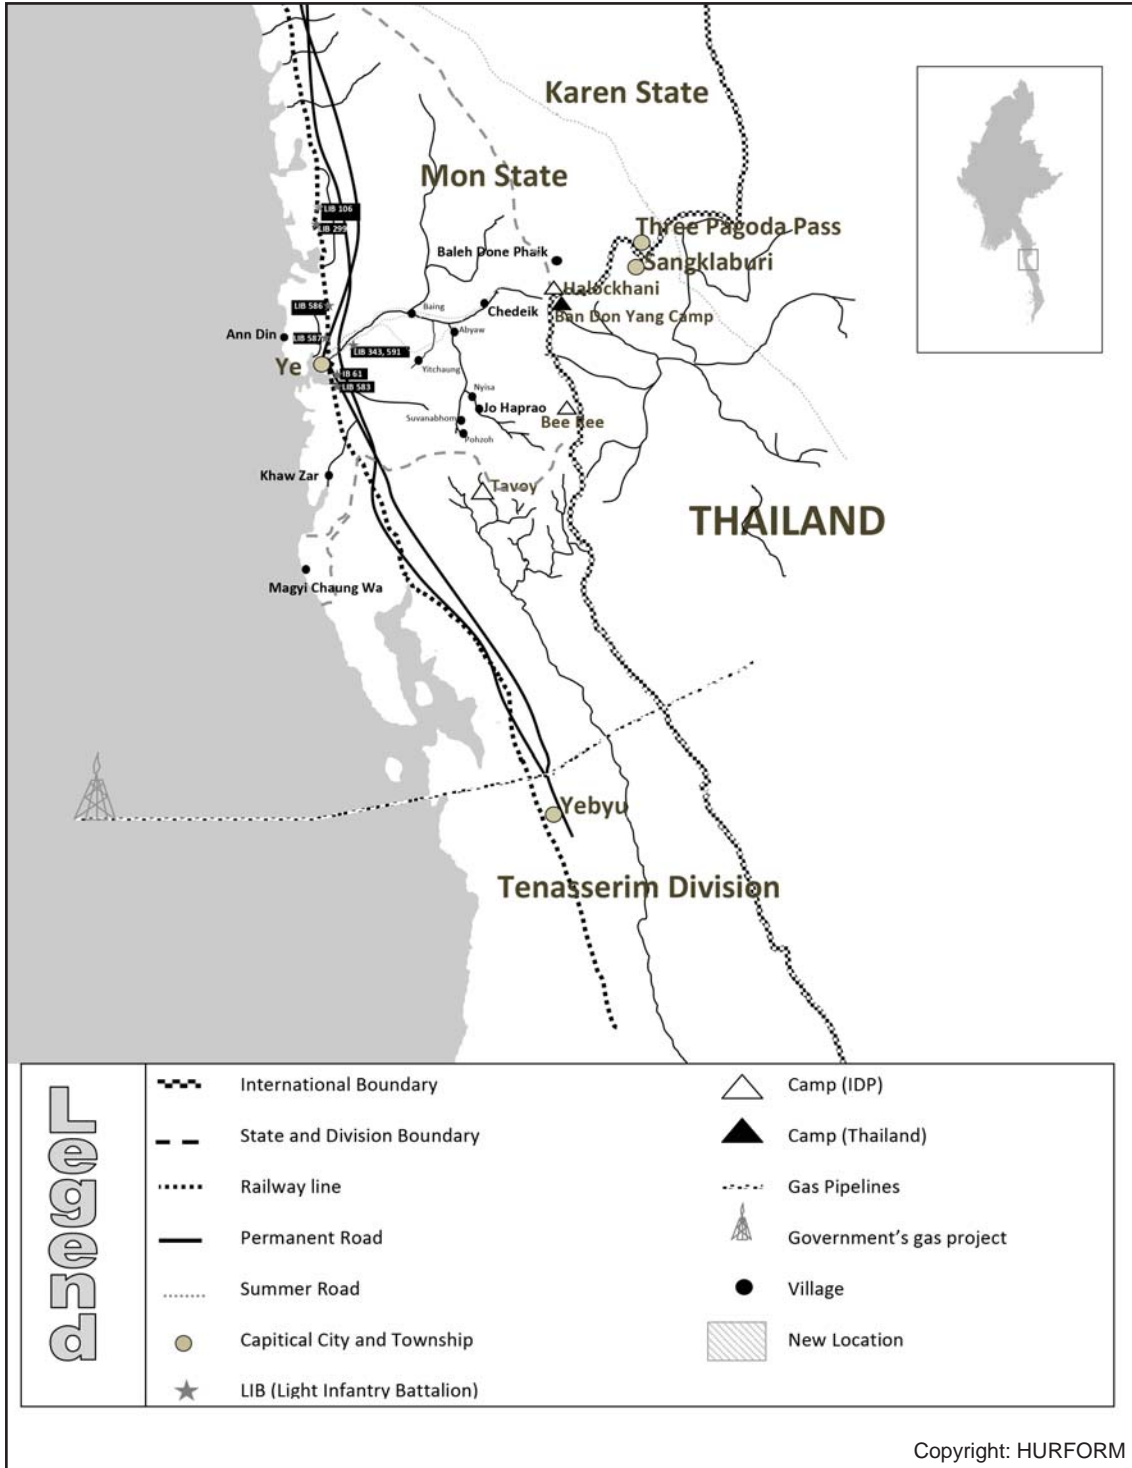 Karen State
Mon State
LIB 106
LIB 299
Three Pagoda Pass
Baleh Done Phaik
Sangklaburi
Halockhani
LIB 586
Baing
Chedeik
Ban Don Yang Camp
Ann Din
LIB 587
Abyaw
LIB 343, 591
Ye
Yitchaung
IB 61
LIB 583
Nyisa
Jo Haprao
Suvanabhom
Bee Ree
Pohzoh
Khaw Zar
Tavoy
THAILAND
Magyi Chaung Wa
Yebyu
Tenasserim Division
Legend
International Boundary
State and Division Boundary
Railway line
Permanent Road
Summer Road
Capitical City and Township
LIB (Light Infantry Battalion)
Camp (IDP)
Camp (Thailand)
Gas Pipelines
Government's gas project
Village
New Location
Copyright: HURFORM